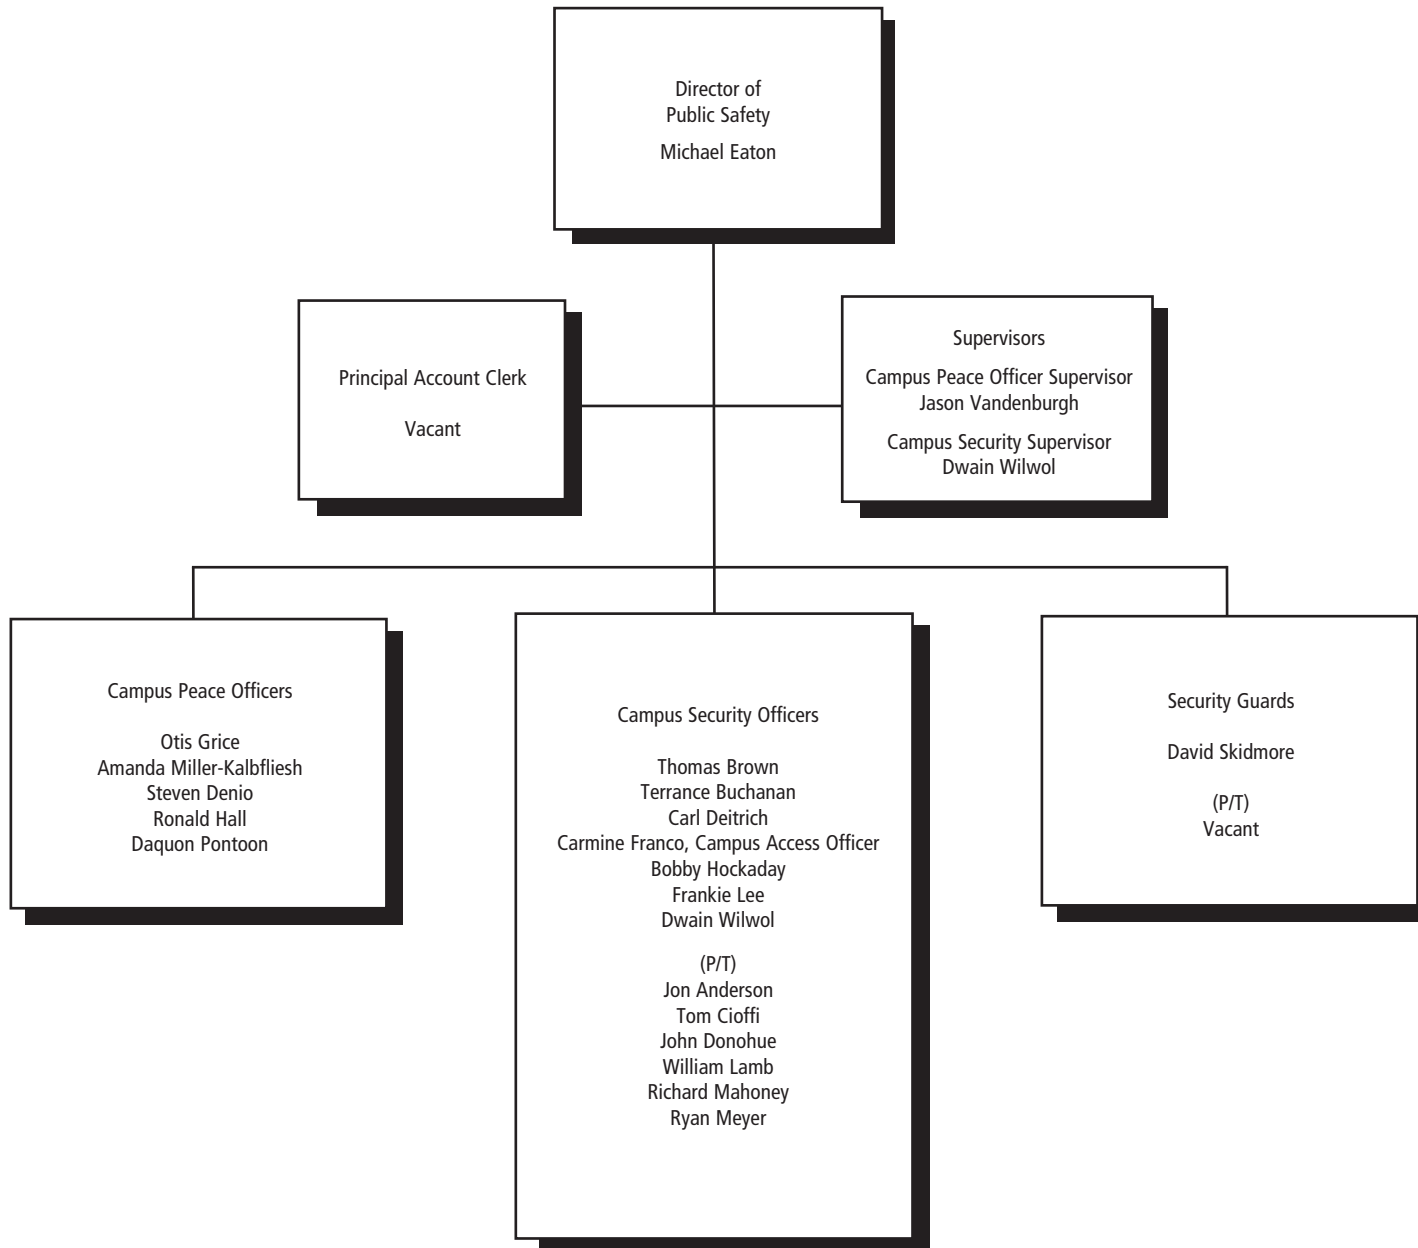 Director of
Public Safety
Michael Eaton
Principal Account Clerk
Vacant
Supervisors
Campus Peace Officer Supervisor
Jason Vandenburgh
Campus Security Supervisor
Dwain Wilwol
Campus Peace Officers
Otis Grice
Amanda Miller-Kalbfliesh
Steven Denio
Ronald Hall
Daquon Pontoon
Campus Security Officers
Thomas Brown
Terrance Buchanan
Carl Deitrich
Carmine Franco, Campus Access Officer
Bobby Hockaday
Frankie Lee
Dwain Wilwol
(P/T)
Jon Anderson
Tom Cioffi
John Donohue
William Lamb
Richard Mahoney
Ryan Meyer
Security Guards
David Skidmore
(P/T)
Vacant